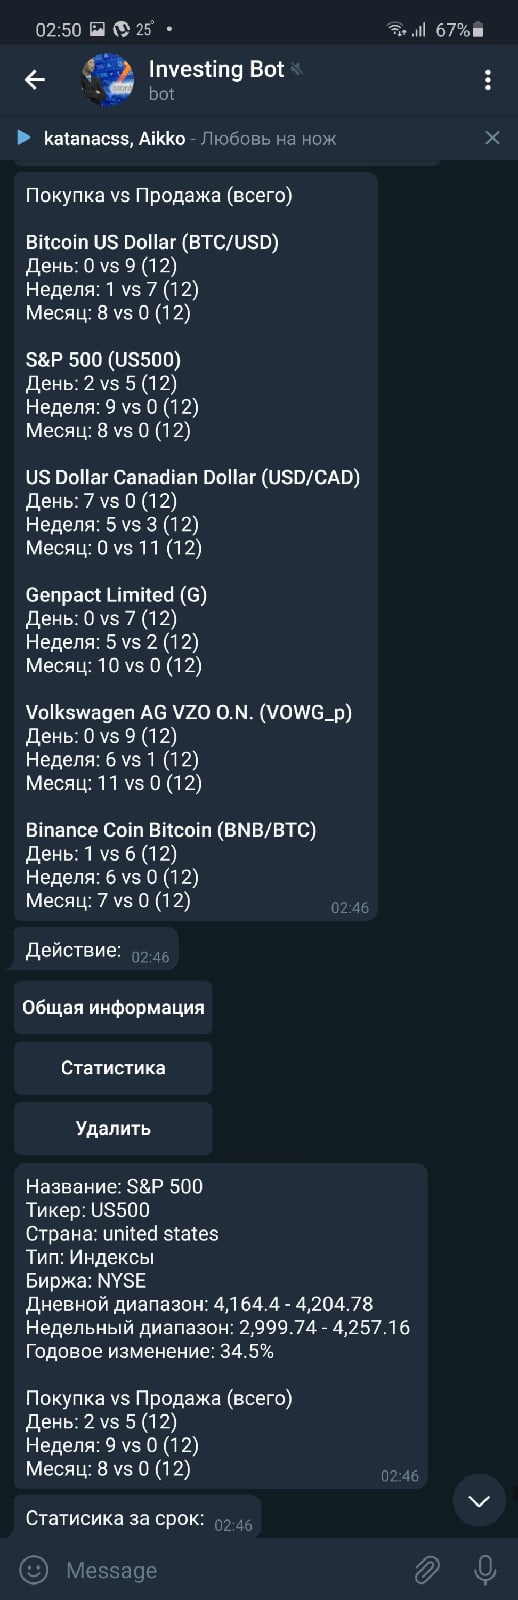 02:50 25° 67%
Investing Bot
bot
katanacss, Aikko - Любовь на нож
Покупка vs Продажа (всего)
Bitcoin US Dollar (BTC/USD)
День: 0 vs 9 (12)
Неделя: 1 vs 7 (12)
Месяц: 8 vs 0 (12)
S&P 500 (US500)
День: 2 vs 5 (12)
Неделя: 9 vs 0 (12)
Месяц: 8 vs 0 (12)
US Dollar Canadian Dollar (USD/CAD)
День: 7 vs 0 (12)
Неделя: 5 vs 3 (12)
Месяц: 0 vs 11 (12)
Genpact Limited (G)
День: 0 vs 7 (12)
Неделя: 5 vs 2 (12)
Месяц: 10 vs 0 (12)
Volkswagen AG VZO O.N. (VOWG_p)
День: 0 vs 9 (12)
Неделя: 6 vs 1 (12)
Месяц: 11 vs 0 (12)
Binance Coin Bitcoin (BNB/BTC)
День: 1 vs 6 (12)
Неделя: 6 vs 0 (12)
Месяц: 7 vs 0 (12)
02:46
Действие: 02:46
Общая информация
Статистика
Удалить
Название: S&P 500
Тикер: US500
Страна: united states
Тип: Индексы
Биржа: NYSE
Дневной диапазон: 4,164.4 - 4,204.78
Недельный диапазон: 2,999.74 - 4,257.16
Годовое изменение: 34.5%
Покупка vs Продажа (всего)
День: 2 vs 5 (12)
Неделя: 9 vs 0 (12)
Месяц: 8 vs 0 (12)
02:46
Статисика за срок: 02:46
Message